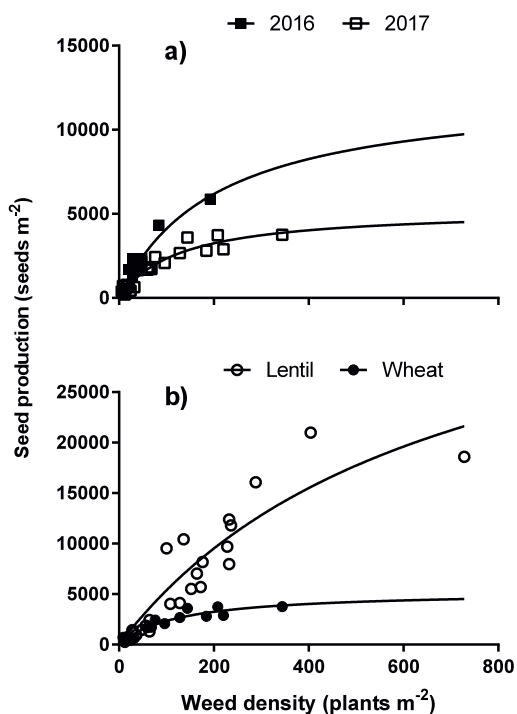 2016 2017
a)
15000
10000
5000
0
Seed production (seeds m-2)
Lentil Wheat
b)
25000
20000
15000
10000
5000
0
0 200 400 600 800
Weed density (plants m-2)